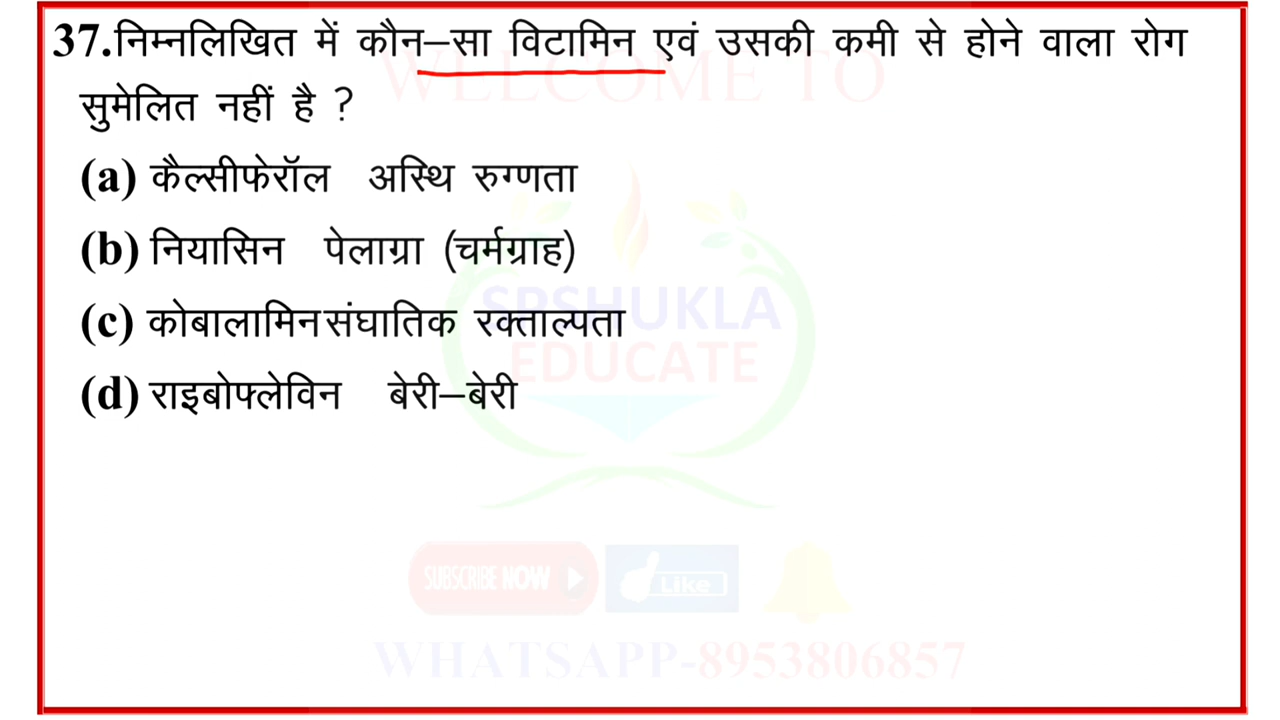 37.निम्नलिखित में कौन–सा विटामिन एवं उसकी कमी से होने वाला रोग
सुमेलित नहीं है ?
(a) कैल्सीफेरॉल अस्थि रुग्णता
(b) नियासिन पेलाग्रा (चर्मग्राह)
(c) कोबालामिन संघातिक रक्ताल्पता
(d) राइबोफ्लेविन बेरी–बेरी
WELCOME TO
SPSHUKLA
EDUCATE
SUBSCRIBE NOW
Like
WHATSAPP-8953806857